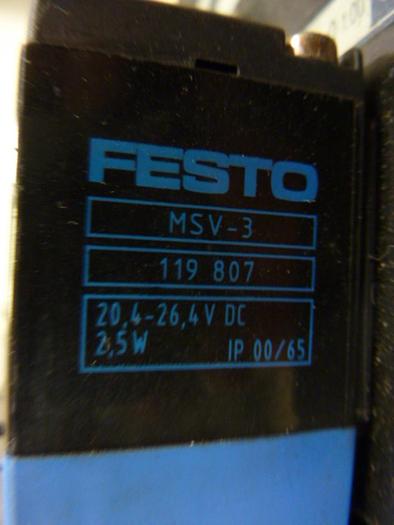 FESTO
MSV-3
119 807
20,4-26,4V DC
2,5W IP 00/65